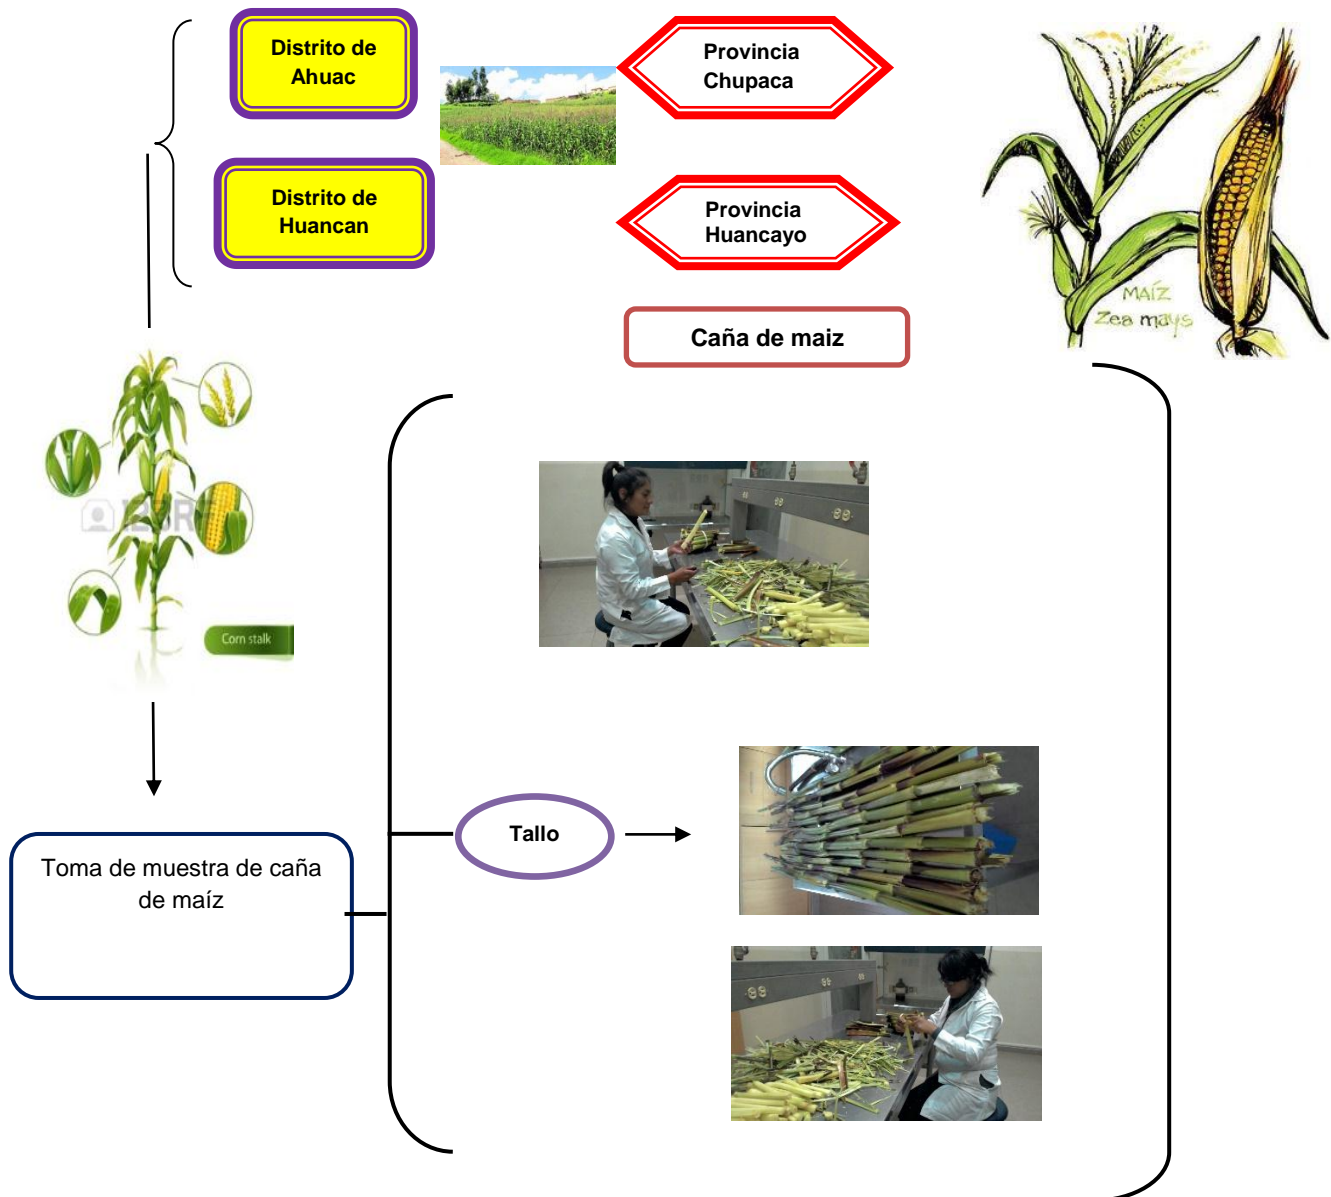 Distrito de
Ahuac
Provincia
Chupaca
Distrito de
Huancan
Provincia
Huancayo
MAÍZ
Zea mays
Caña de maiz
123RF
Corn stalk
Tallo
Toma de muestra de caña
de maíz